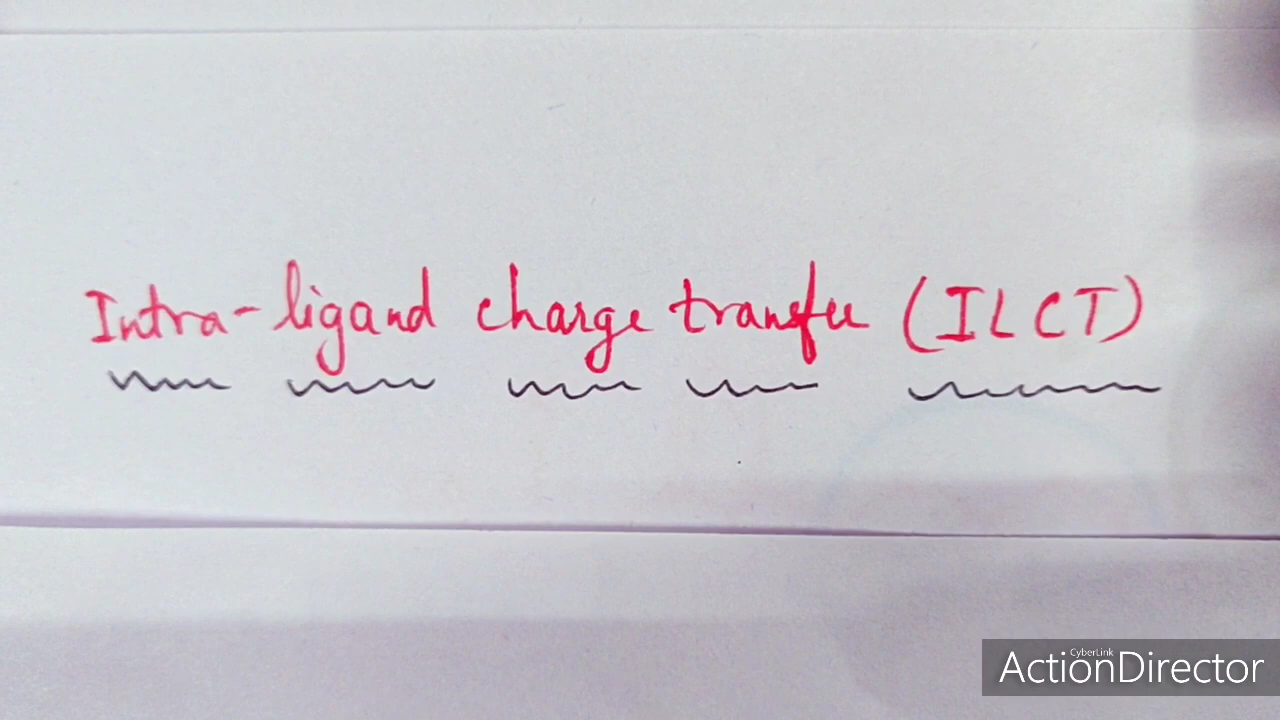 Intra-ligand charge transfer (ILCT)
CyberLink
ActionDirector